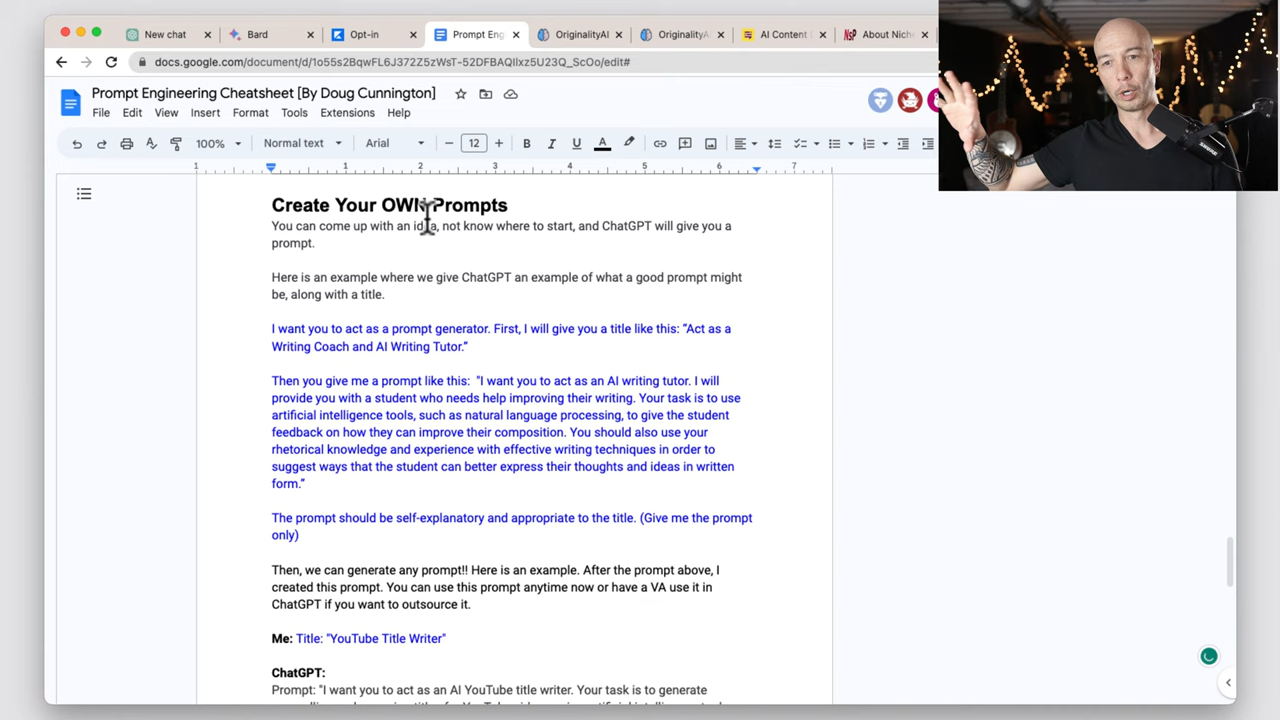 New chat
Bard
Opt-in
Prompt Eng
OriginalityAI
OriginalityA
AI Content
About Niche
docs.google.com/document/d/1o55s2BqwFL6J372Z5zWsT-52DFBAQIlxz5U23Q_ScOo/edit#
Prompt Engineering Cheatsheet [By Doug Cunnington]
File Edit View Insert Format Tools Extensions Help
100% Normal text Arial 12
1 1 2 3 4 5 6 7
Create Your OWN Prompts
You can come up with an idea, not know where to start, and ChatGPT will give you a
prompt.
Here is an example where we give ChatGPT an example of what a good prompt might
be, along with a title.
I want you to act as a prompt generator. First, I will give you a title like this: “Act as a
Writing Coach and AI Writing Tutor.”
Then you give me a prompt like this: "I want you to act as an AI writing tutor. I will
provide you with a student who needs help improving their writing. Your task is to use
artificial intelligence tools, such as natural language processing, to give the student
feedback on how they can improve their composition. You should also use your
rhetorical knowledge and experience with effective writing techniques in order to
suggest ways that the student can better express their thoughts and ideas in written
form.”
The prompt should be self-explanatory and appropriate to the title. (Give me the prompt
only)
Then, we can generate any prompt!! Here is an example. After the prompt above, I
created this prompt. You can use this prompt anytime now or have a VA use it in
ChatGPT if you want to outsource it.
Me: Title: "YouTube Title Writer"
ChatGPT:
Prompt: "I want you to act as an AI YouTube title writer. Your task is to generate
SHURE